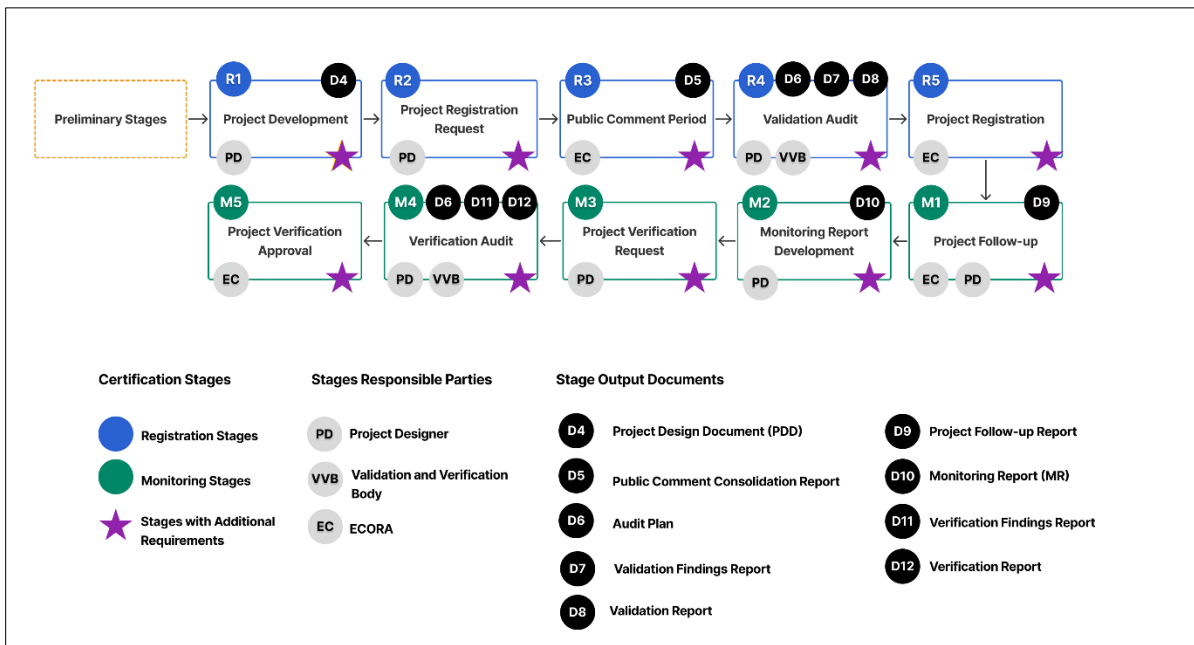 R1
D4
R2
R3
D5
R4
D6
D7
D8
R5
Preliminary Stages
Project Development
Project Registration
Request
Public Comment Period
Validation Audit
Project Registration
PD
PD
EC
PD
VVB
EC
M5
M4
D6
D11
D12
M3
M2
D10
M1
D9
Project Verification
Approval
Verification Audit
Project Verification
Request
Monitoring Report
Development
Project Follow-up
EC
PD
VVB
PD
PD
EC
PD
Certification Stages
Registration Stages
Monitoring Stages
Stages with Additional
Requirements
Stages Responsible Parties
PD Project Designer
VVB Validation and Verification
Body
EC ECORA
Stage Output Documents
D4 Project Design Document (PDD)
D5 Public Comment Consolidation Report
D6 Audit Plan
D7 Validation Findings Report
D8 Validation Report
D9 Project Follow-up Report
D10 Monitoring Report (MR)
D11 Verification Findings Report
D12 Verification Report